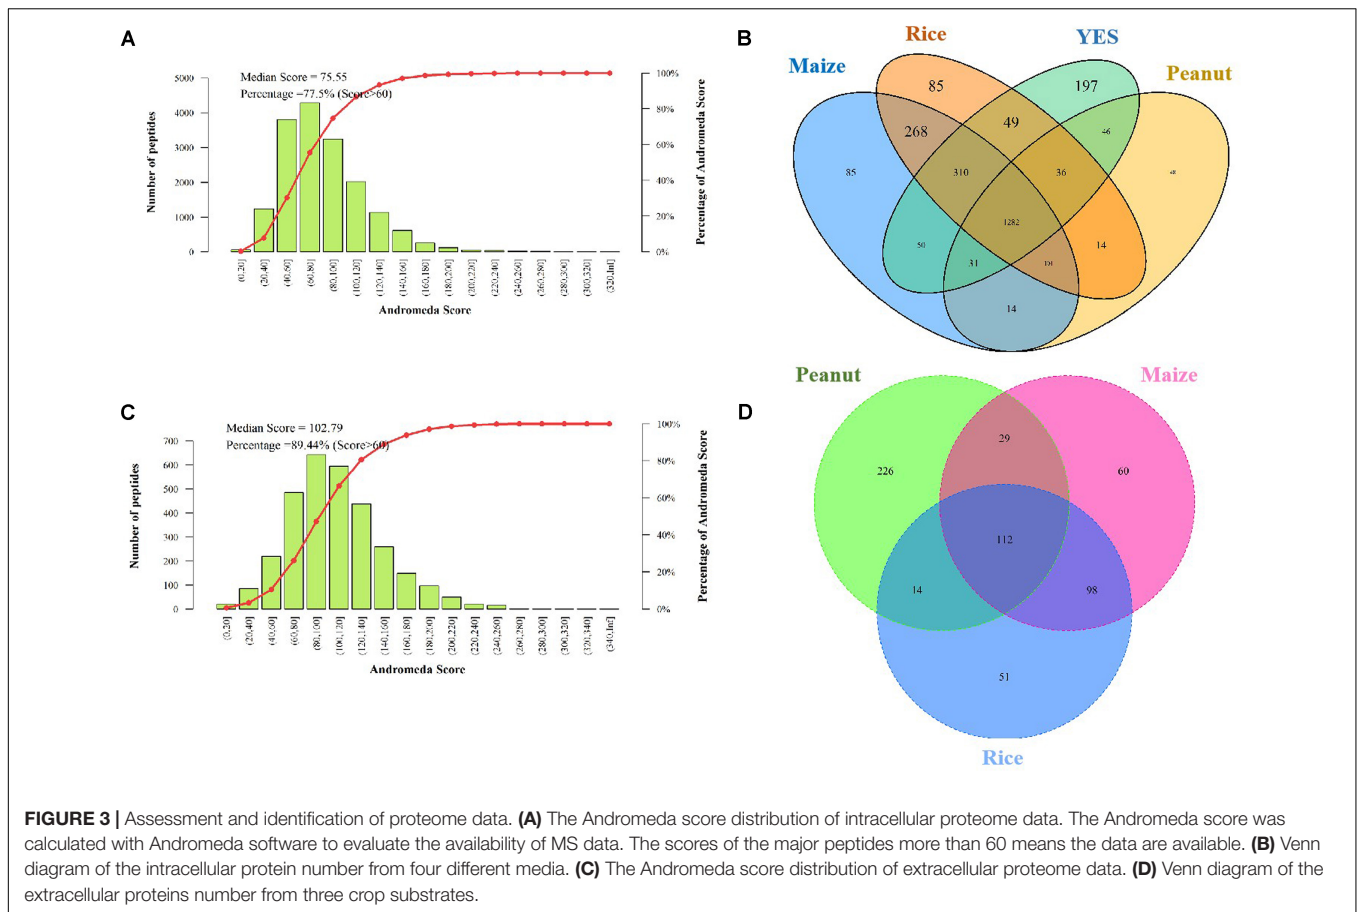 A
Median Score = 75.55
Percentage =77.5% (Score>60)
Number of peptides
5000
4000
3000
2000
1000
0
100%
80%
60%
40%
20%
0%
Percentage of Andromeda Score
(0,20]
(20,40]
(40,60]
(60,80]
(80,100]
(100,120]
(120,140]
(140,160]
(160,180]
(180,200]
(200,220]
(220,240]
(240,260]
(260,280]
(280,300]
(300,320]
(320,Inf]
Andromeda Score
B
Maize
Rice
YES
Peanut
85
197
268
49
46
85
310
36
48
1282
50
31
14
14
C
Median Score = 102.79
Percentage =89.44% (Score>60)
Number of peptides
700
600
500
400
300
200
100
0
100%
80%
60%
40%
20%
0%
Percentage of Andromeda Score
(0,20]
(20,40]
(40,60]
(60,80]
(80,100]
(100,120]
(120,140]
(140,160]
(160,180]
(180,200]
(200,220]
(220,240]
(240,260]
(260,280]
(280,300]
(300,320]
(320,340]
(340,Inf]
Andromeda Score
D
Peanut
Maize
29
226
60
112
14
98
51
Rice
FIGURE 3 | Assessment and identification of proteome data. (A) The Andromeda score distribution of intracellular proteome data. The Andromeda score was
calculated with Andromeda software to evaluate the availability of MS data. The scores of the major peptides more than 60 means the data are available. (B) Venn
diagram of the intracellular protein number from four different media. (C) The Andromeda score distribution of extracellular proteome data. (D) Venn diagram of the
extracellular proteins number from three crop substrates.